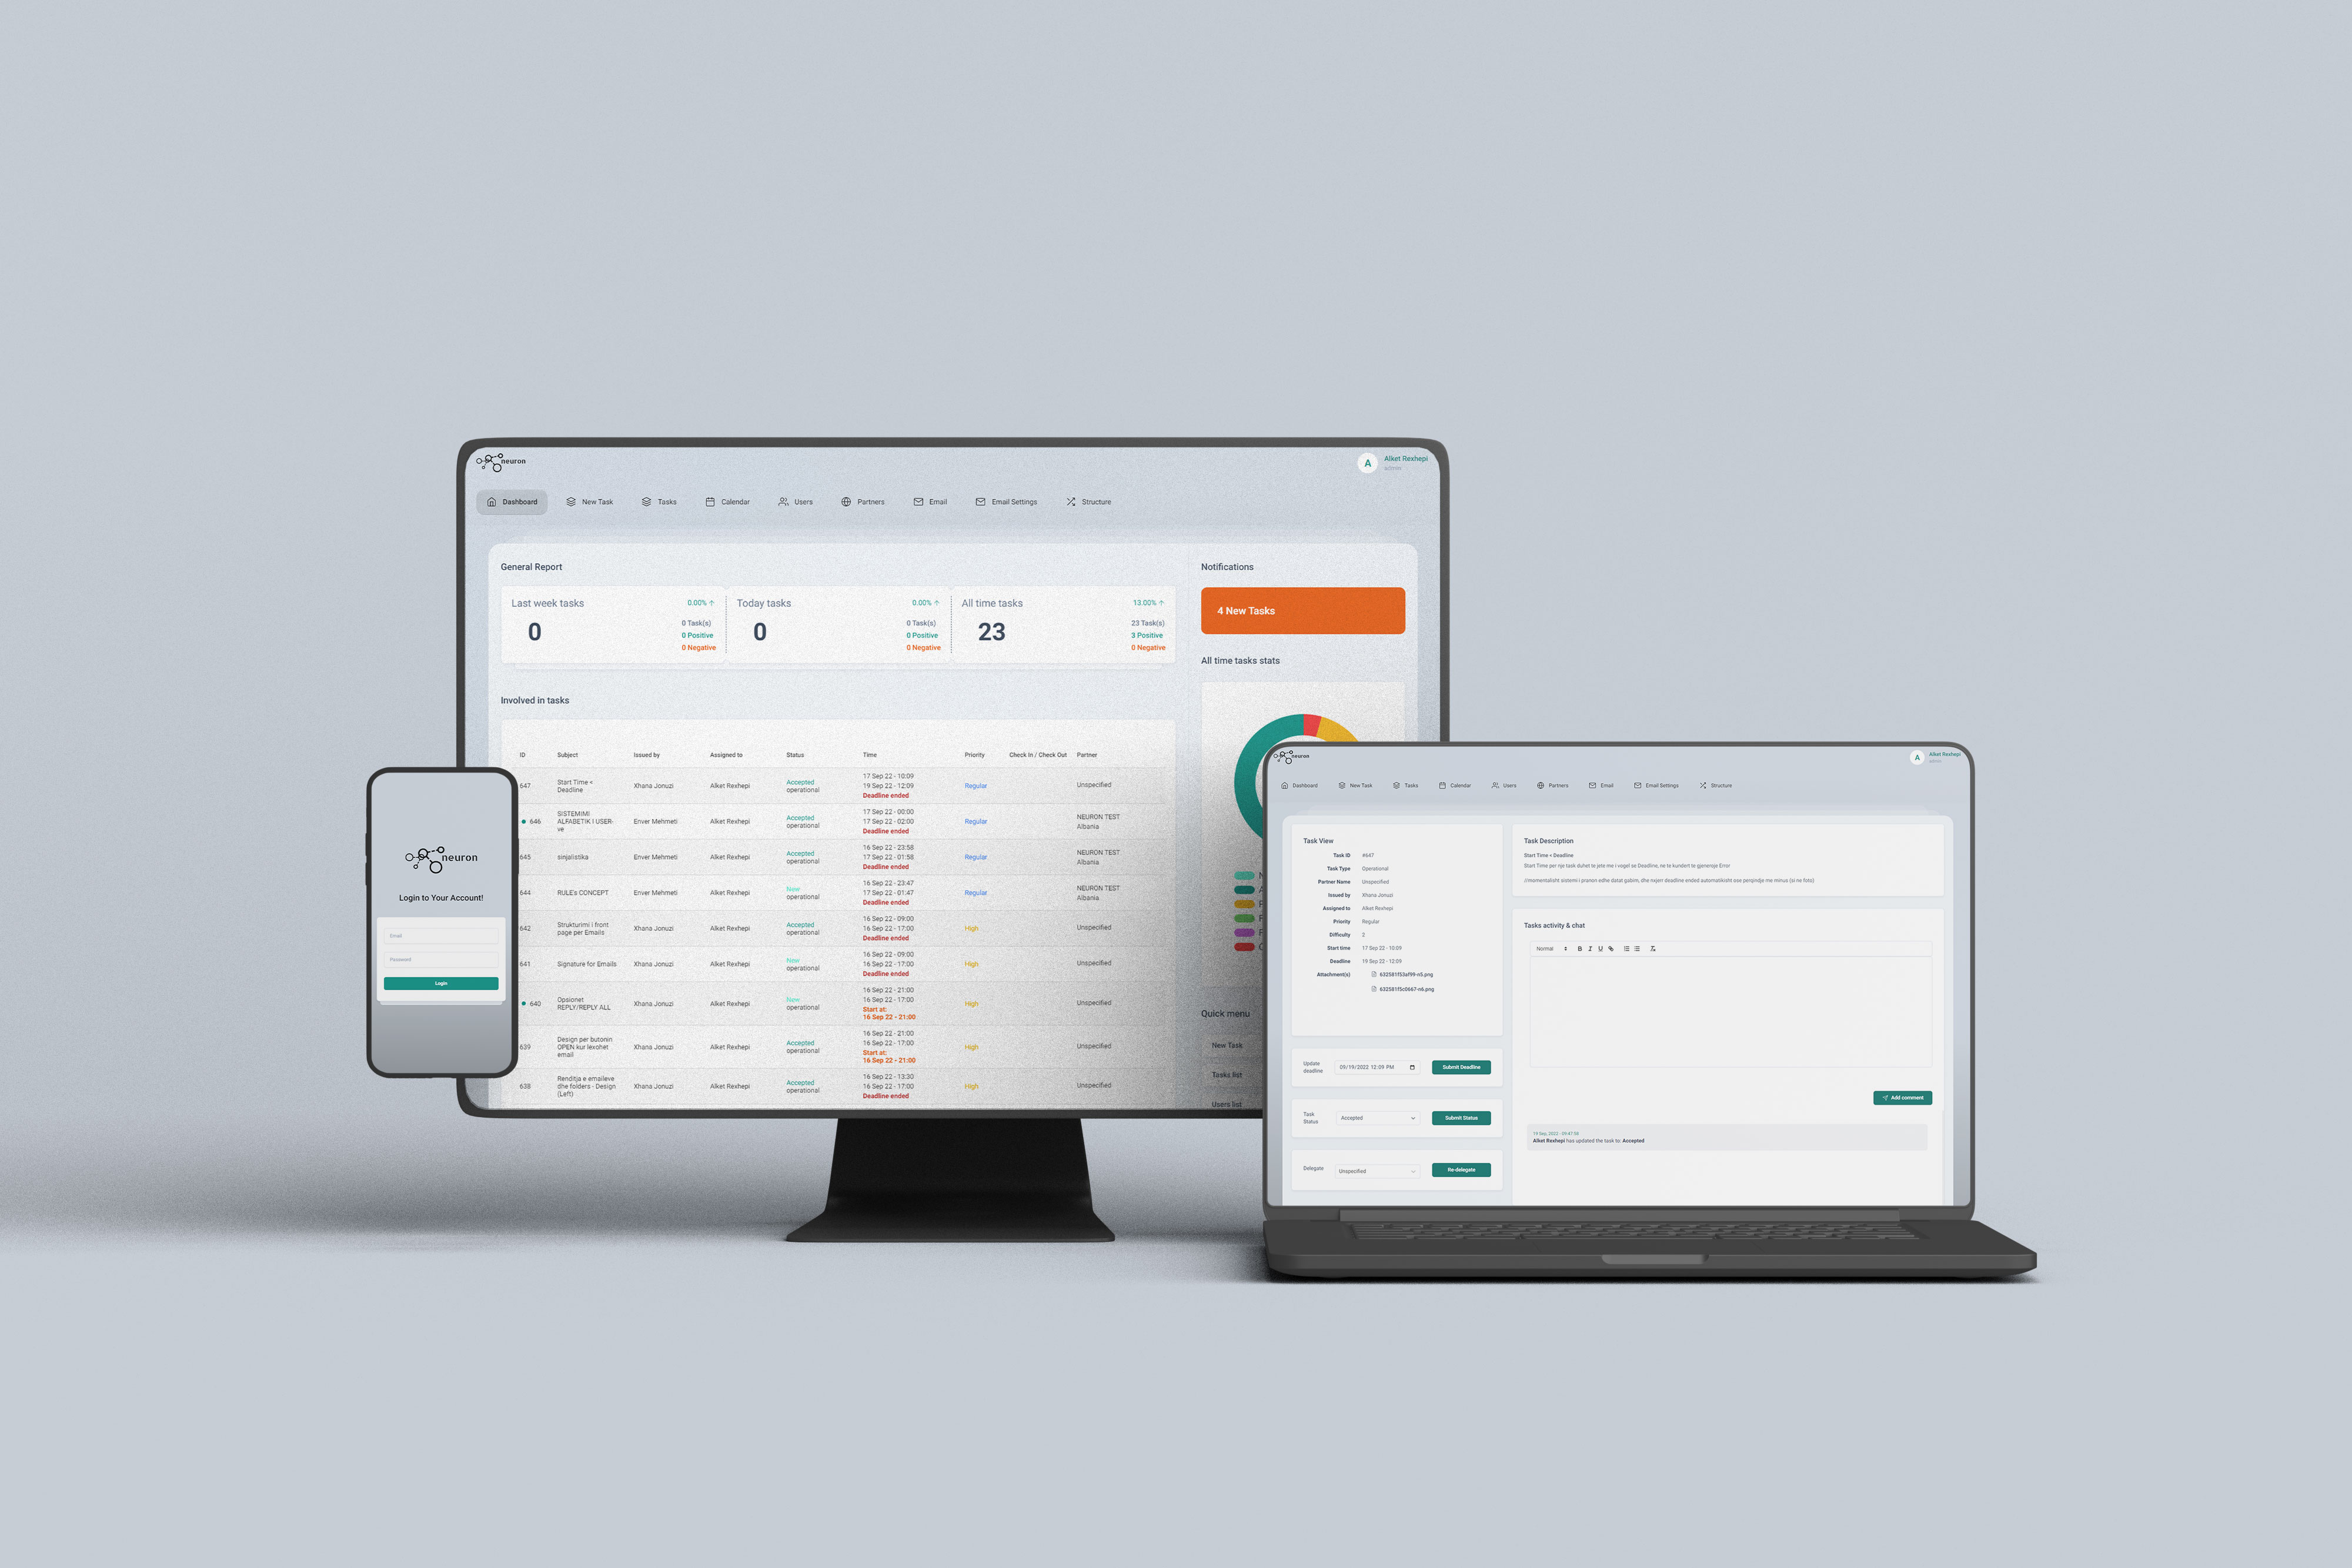 neuron
A
Alket Rexhepi
admin
Dashboard
New Task
Tasks
Calendar
Users
Partners
Email
Email Settings
Structure
General Report
Last week tasks
0.00%
0
0 Task(s)
0 Positive
0 Negative
Today tasks
0.00%
0
0 Task(s)
0 Positive
0 Negative
All time tasks
13.00%
23
23 Task(s)
3 Positive
0 Negative
Notifications
4 New Tasks
All time tasks stats
Involved in tasks
ID Subject Issued by Assigned to Status Time Priority Check In / Check Out Partner
647
Start Time <
Deadline
Xhana Jonuzi
Alket Rexhepi
Accepted
operational
17 Sep 22 - 10:09
19 Sep 22 - 12:09
Deadline ended
Regular
Unspecified
646
SISTEMIMI
ALFABETIK I USER-
ve
Enver Mehmeti
Alket Rexhepi
Accepted
operational
17 Sep 22 - 00:00
17 Sep 22 - 02:00
Deadline ended
Regular
NEURON TEST
Albania
645
sinjalistika
Enver Mehmeti
Alket Rexhepi
Accepted
operational
16 Sep 22 - 23:58
17 Sep 22 - 01:58
Deadline ended
Regular
NEURON TEST
Albania
644
RULE's CONCEPT
Enver Mehmeti
Alket Rexhepi
New
operational
16 Sep 22 - 23:47
17 Sep 22 - 01:47
Deadline ended
Regular
NEURON TEST
Albania
642
Strukturimi i front
page per Emails
Xhana Jonuzi
Alket Rexhepi
Accepted
operational
16 Sep 22 - 09:00
16 Sep 22 - 17:00
Deadline ended
High
Unspecified
641
Signature for Emails
Xhana Jonuzi
Alket Rexhepi
New
operational
16 Sep 22 - 09:00
16 Sep 22 - 17:00
Deadline ended
High
Unspecified
640
Opsionet
REPLY/REPLY ALL
Xhana Jonuzi
Alket Rexhepi
New
operational
16 Sep 22 - 21:00
16 Sep 22 - 17:00
Start at:
16 Sep 22 - 21:00
High
Unspecified
639
Design per butonin
OPEN kur lexohet
email
Xhana Jonuzi
Alket Rexhepi
Accepted
operational
16 Sep 22 - 21:00
16 Sep 22 - 17:00
Start at:
16 Sep 22 - 21:00
High
Unspecified
638
Renditja e emaileve
dhe folders - Design
(Left)
Xhana Jonuzi
Alket Rexhepi
Accepted
operational
16 Sep 22 - 13:30
16 Sep 22 - 17:00
Deadline ended
High
Unspecified
Quick menu
New Task
Tasks list
Users list
neuron
Login to Your Account!
Email
Password
Login
neuron
A
Alket Rexhepi
admin
Dashboard
New Task
Tasks
Calendar
Users
Partners
Email
Email Settings
Structure
Task View
Task ID #647
Task Type Operational
Partner Name Unspecified
Issued by Xhana Jonuzi
Assigned to Alket Rexhepi
Priority Regular
Difficulty 2
Start time 17 Sep 22 - 10:09
Deadline 19 Sep 22 - 12:09
Attachment(s) 632581f53af99-n5.png
632581f5c0667-n6.png
Update
deadline
09/19/2022 12:09 PM
Submit Deadline
Task
Status
Accepted
Submit Status
Delegate
Unspecified
Re-delegate
Task Description
Start Time < Deadline
Start Time per nje task duhet te jete me i vogel se Deadline, ne te kundert te gjeneroje Error
//momentalisht sistemi i pranon edhe datat gabim, dhe nxjerr deadline ended automatikisht ose perqindje me minus (si ne foto)
Tasks activity & chat
Normal
B I U
Add comment
19 Sep, 2022 - 09:47:56
Alket Rexhepi has updated the task to: Accepted